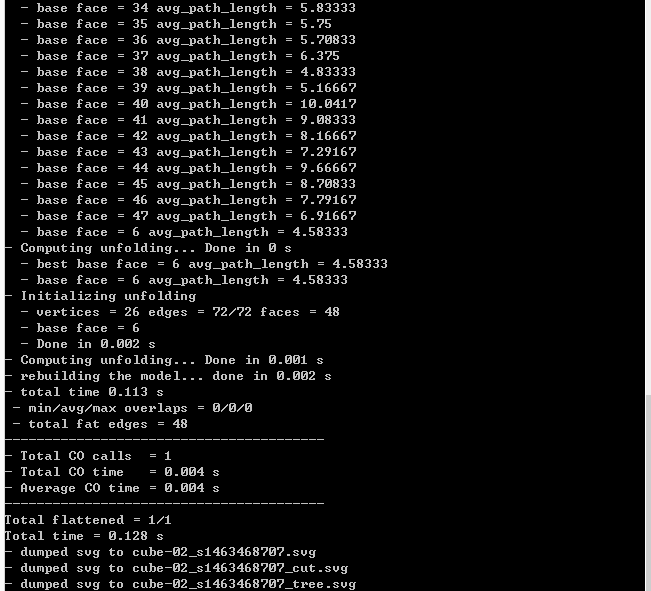 - base face = 34 avg_path_length = 5.83333
- base face = 35 avg_path_length = 5.75
- base face = 36 avg_path_length = 5.70833
- base face = 37 avg_path_length = 6.375
- base face = 38 avg_path_length = 4.83333
- base face = 39 avg_path_length = 5.16667
- base face = 40 avg_path_length = 10.0417
- base face = 41 avg_path_length = 9.08333
- base face = 42 avg_path_length = 8.16667
- base face = 43 avg_path_length = 7.29167
- base face = 44 avg_path_length = 9.66667
- base face = 45 avg_path_length = 8.70833
- base face = 46 avg_path_length = 7.79167
- base face = 47 avg_path_length = 6.91667
- base face = 6 avg_path_length = 4.58333
- Computing unfolding... Done in 0 s
- best base face = 6 avg_path_length = 4.58333
- base face = 6 avg_path_length = 4.58333
- Initializing unfolding
- vertices = 26 edges = 72/72 faces = 48
- base face = 6
- Done in 0.002 s
- Computing unfolding... Done in 0.001 s
- rebuilding the model... done in 0.002 s
- total time 0.113 s
- min/avg/max overlaps = 0/0/0
- total fat edges = 48
----------------------------------------
- Total CO calls  = 1
- Total CO time   = 0.004 s
- Average CO time = 0.004 s
----------------------------------------
Total flattened = 1/1
Total time = 0.128 s
- dumped svg to cube-02_s1463468707.svg
- dumped svg to cube-02_s1463468707_cut.svg
- dumped svg to cube-02_s1463468707_tree.svg